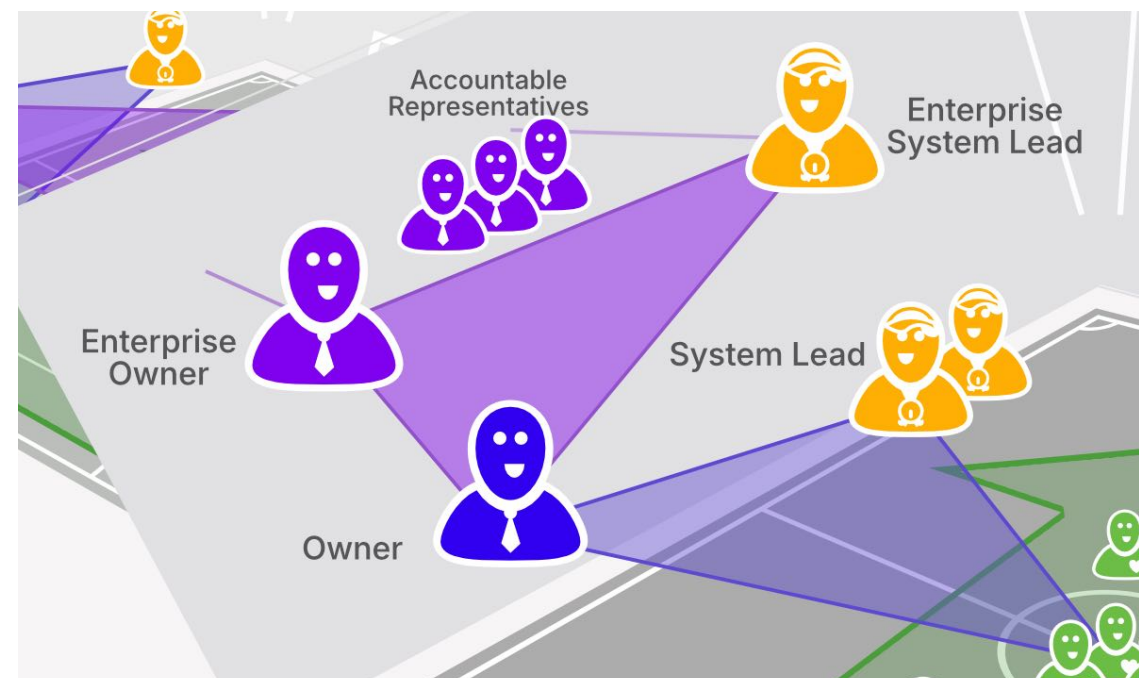 Accountable
Representatives
Enterprise
System Lead
Enterprise
Owner
System Lead
Owner